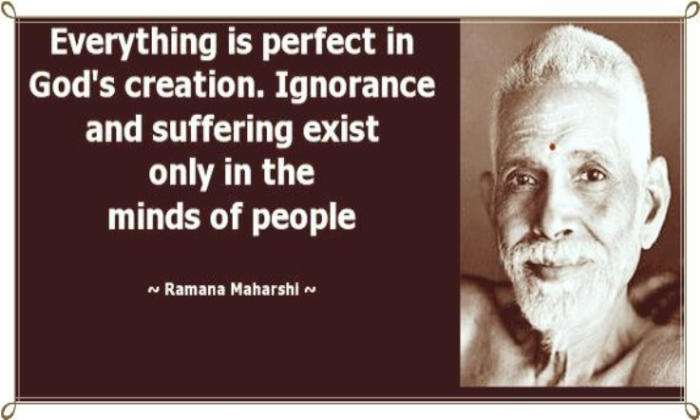 Everything is perfect in
God's creation. Ignorance
and suffering exist
only in the
minds of people
~ Ramana Maharshi ~